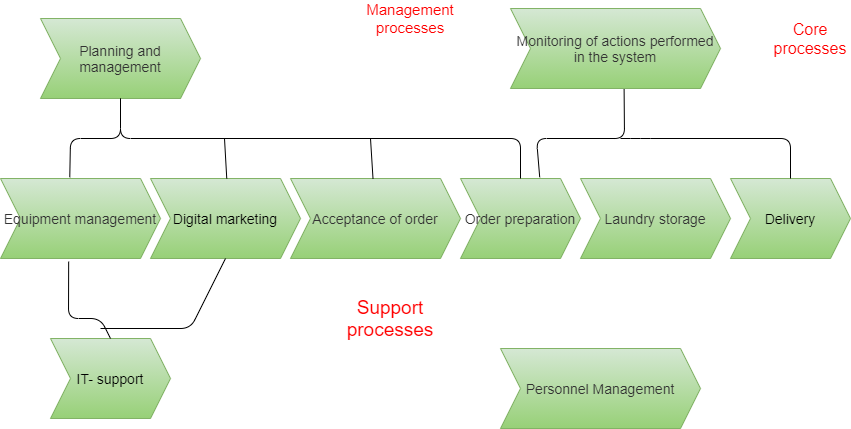 Management
processes
Core
processes
Planning and
management
Monitoring of actions performed
in the system
Equipment management
Digital marketing
Acceptance of order
Order preparation
Laundry storage
Delivery
Support
processes
IT- support
Personnel Management